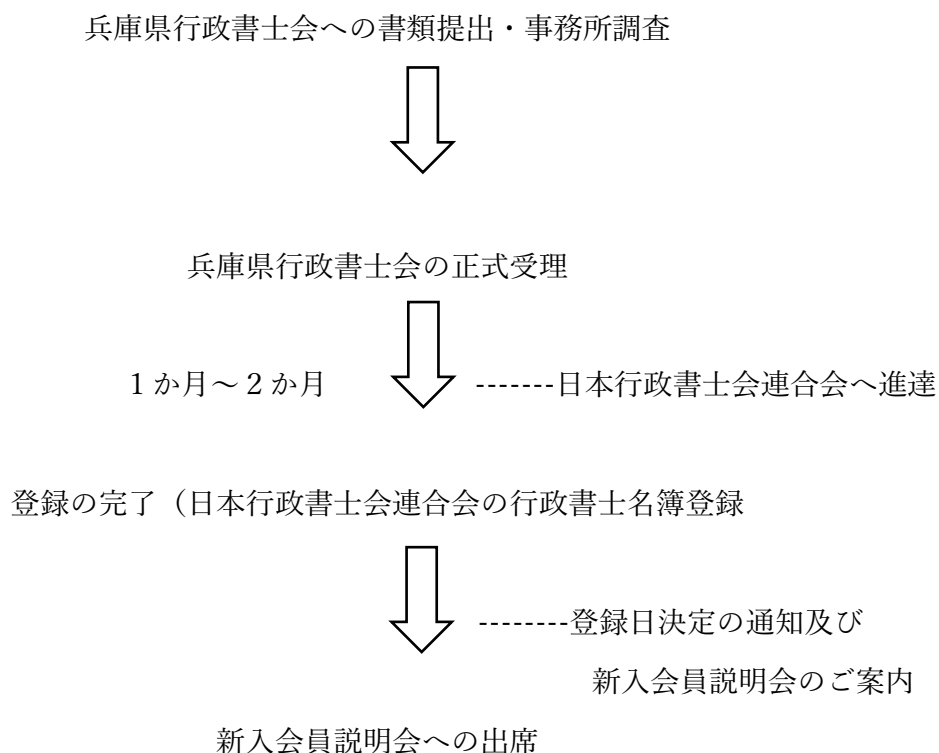 兵庫県行政書士会への書類提出・事務所調査
兵庫県行政書士会の正式受理
１か月～２か月 -------日本行政書士会連合会へ進達
登録の完了（日本行政書士会連合会の行政書士名簿登録
--------登録日決定の通知及び
新入会員説明会のご案内
新入会員説明会への出席